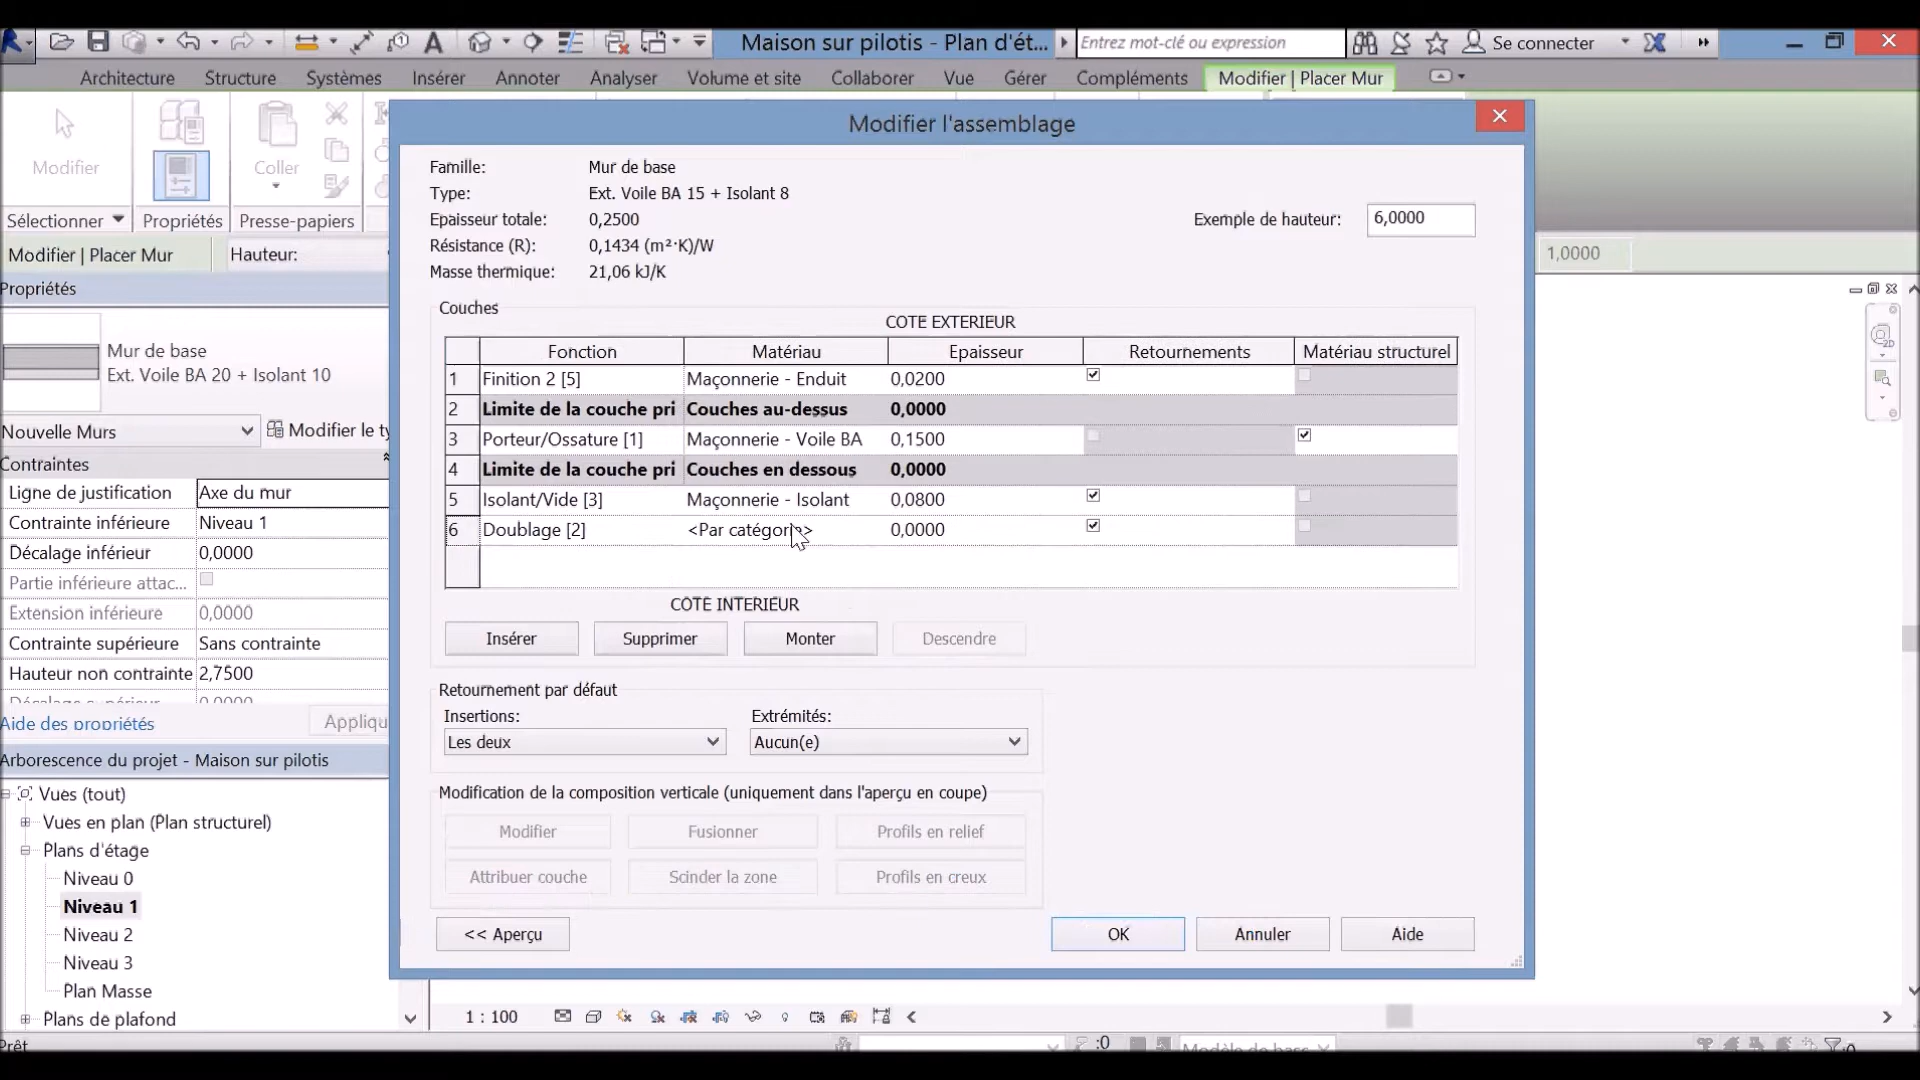 Maison sur pilotis - Plan d'ét...
Entrez mot-clé ou expression
Se connecter
Architecture Structure Systèmes Insérer Annoter Analyser Volume et site Collaborer Vue Gérer Compléments Modifier | Placer Mur
Modifier
Coller
Sélectionner Propriétés Presse-papiers
Modifier | Placer Mur Hauteur: 1,0000
Propriétés
Mur de base
Ext. Voile BA 20 + Isolant 10
Nouvelle Murs Modifier le ty
Contraintes
Ligne de justification Axe du mur
Contrainte inférieure Niveau 1
Décalage inférieur 0,0000
Partie inférieure attac...
Extension inférieure 0,0000
Contrainte supérieure Sans contrainte
Hauteur non contrainte 2,7500
Décalage supérieur 0,0000
Aide des propriétés Appliqu
Arborescence du projet - Maison sur pilotis
Vues (tout)
Vues en plan (Plan structurel)
Plans d'étage
Niveau 0
Niveau 1
Niveau 2
Niveau 3
Plan Masse
Plans de plafond
Prêt
Modifier l'assemblage
Famille: Mur de base
Type: Ext. Voile BA 15 + Isolant 8
Epaisseur totale: 0,2500
Exemple de hauteur: 6,0000
Résistance (R): 0,1434 (m²·K)/W
Masse thermique: 21,06 kJ/K
Couches
COTE EXTERIEUR
Fonction Matériau Epaisseur Retournements Matériau structurel
1 Finition 2 [5] Maçonnerie - Enduit 0,0200
2 Limite de la couche pri Couches au-dessus 0,0000
3 Porteur/Ossature [1] Maçonnerie - Voile BA 0,1500
4 Limite de la couche pri Couches en dessous 0,0000
5 Isolant/Vide [3] Maçonnerie - Isolant 0,0800
6 Doublage [2] <Par catégorie> 0,0000
COTE INTERIEUR
Insérer Supprimer Monter Descendre
Retournement par défaut
Insertions: Extrémités:
Les deux Aucun(e)
Modification de la composition verticale (uniquement dans l'aperçu en coupe)
Modifier Fusionner Profils en relief
Attribuer couche Scinder la zone Profils en creux
<< Aperçu OK Annuler Aide
1 : 100
:0
:0